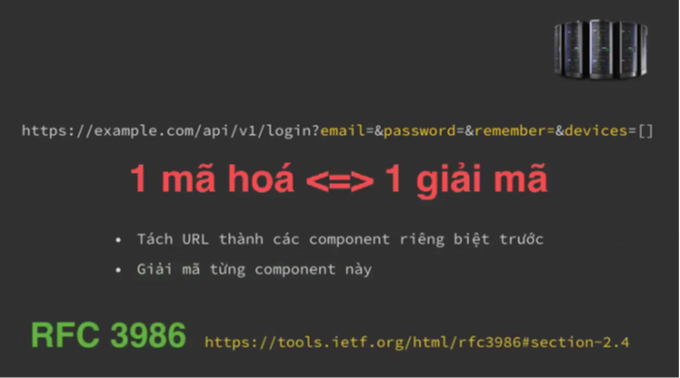 https://example.com/api/v1/login?email=&password=&remember=&devices=[]
1 mã hoá <=> 1 giải mã
• Tách URL thành các component riêng biệt trước
• Giải mã từng component này
RFC 3986 https://tools.ietf.org/html/rfc3986#section-2.4